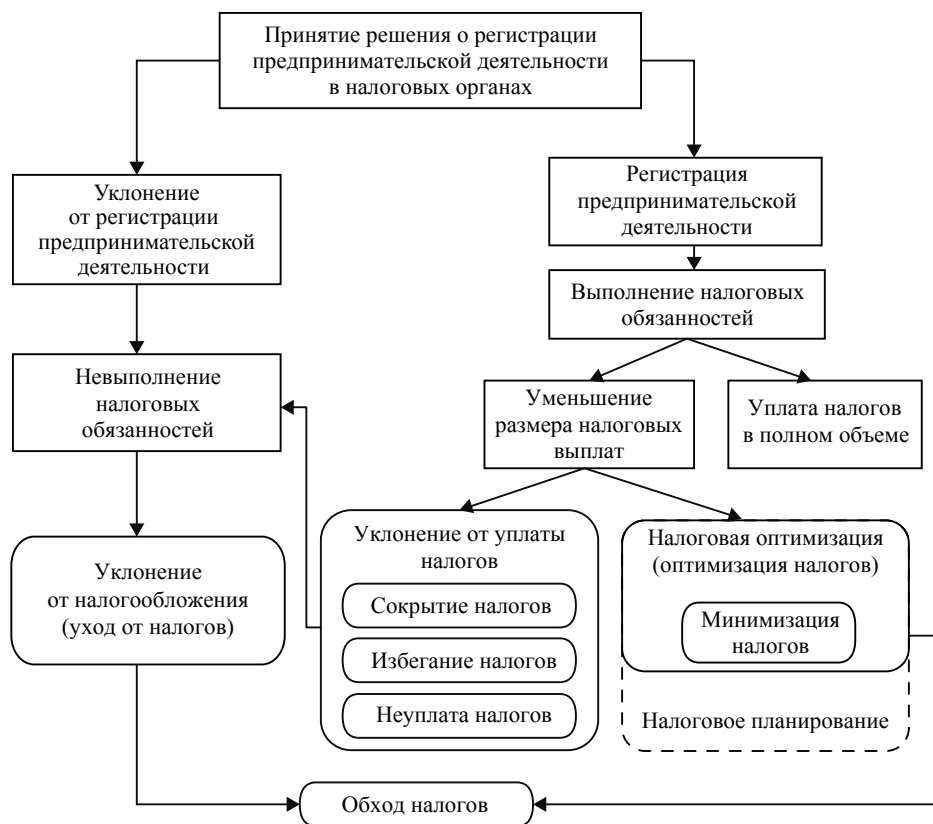 Принятие решения о регистрации
предпринимательской деятельности
в налоговых органах
Уклонение
от регистрации
предпринимательской
деятельности
Регистрация
предпринимательской
деятельности
Выполнение налоговых
обязанностей
Невыполнение
налоговых
обязанностей
Уменьшение
размера налоговых
выплат
Уплата налогов
в полном объеме
Уклонение
от налогообложения
(уход от налогов)
Уклонение от уплаты
налогов
Сокрытие налогов
Избегание налогов
Неуплата налогов
Налоговая оптимизация
(оптимизация налогов)
Минимизация
налогов
Налоговое планирование
Обход налогов